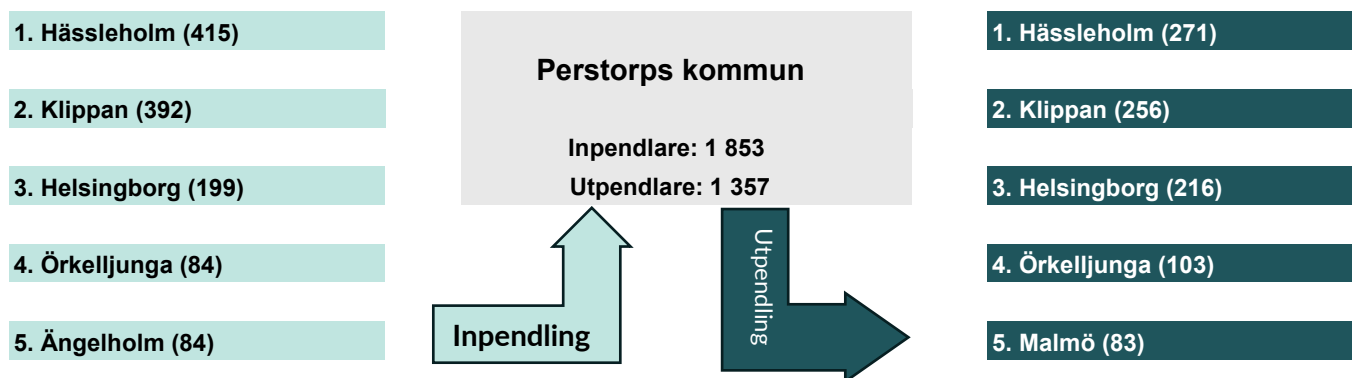 1. Hässleholm (415)
2. Klippan (392)
3. Helsingborg (199)
4. Örkelljunga (84)
5. Ängelholm (84)
Perstorps kommun
Inpendlare: 1 853
Utpendlare: 1 357
Inpendling
Utpendling
1. Hässleholm (271)
2. Klippan (256)
3. Helsingborg (216)
4. Örkelljunga (103)
5. Malmö (83)